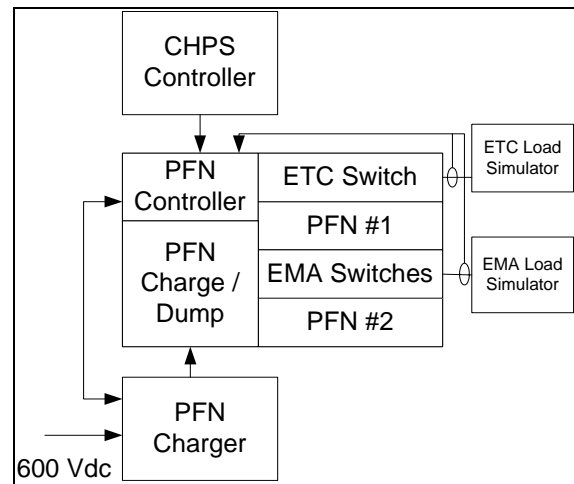 CHPS
Controller
PFN
Controller
ETC Switch
ETC Load
Simulator
PFN #1
PFN
Charge /
Dump
EMA Switches
EMA Load
Simulator
PFN #2
PFN
Charger
600 Vdc